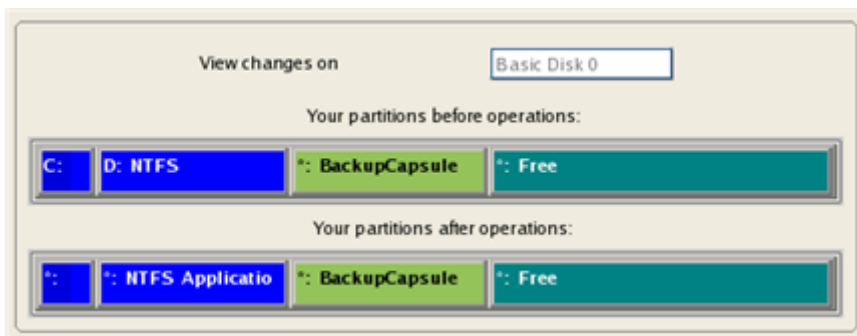 View changes on Basic Disk 0
Your partitions before operations:
C: D: NTFS *: BackupCapsule *: Free
Your partitions after operations:
*: *: NTFS Applicatio *: BackupCapsule *: Free